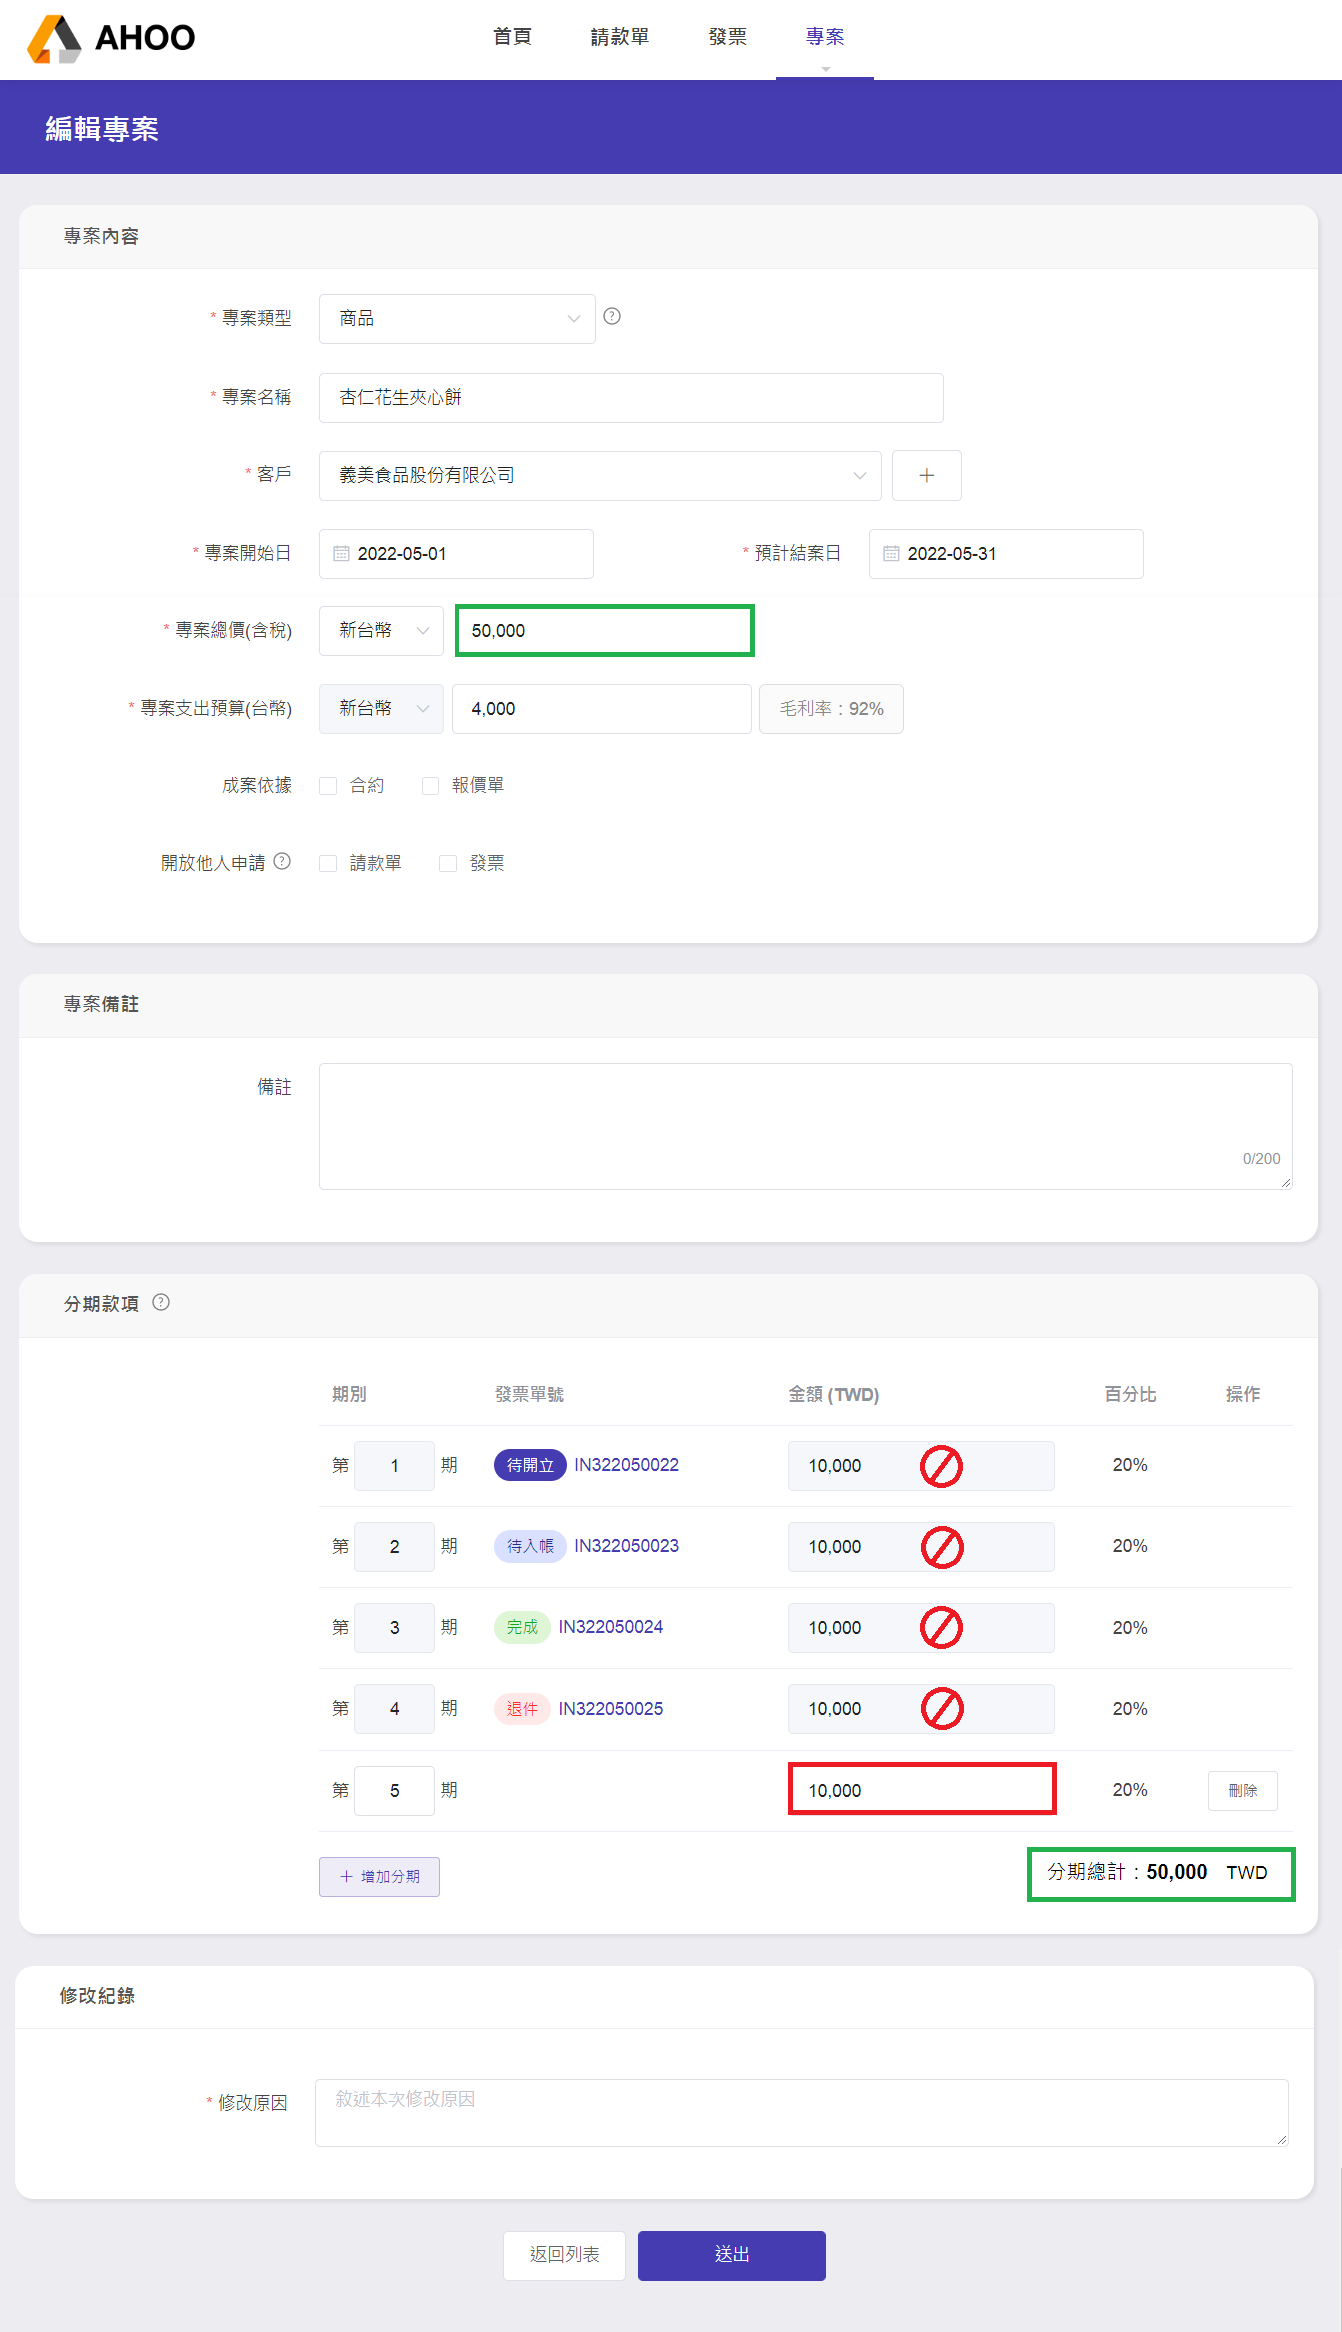 AHOO
首頁 請款單 發票 專案
編輯專案
專案內容
* 專案類型 商品 ?
* 專案名稱 杏仁花生夾心餅
* 客戶 義美食品股份有限公司 +
* 專案開始日 2022-05-01 * 預計結案日 2022-05-31
* 專案總價(含稅) 新台幣 50,000
* 專案支出預算(台幣) 新台幣 4,000 毛利率：92%
成案依據 合約 報價單
開放他人申請 ? 請款單 發票
專案備註
備註
0/200
分期款項 ?
期別 發票單號 金額 (TWD) 百分比 操作
第 1 期 待開立 IN322050022 10,000 20%
第 2 期 待入帳 IN322050023 10,000 20%
第 3 期 完成 IN322050024 10,000 20%
第 4 期 退件 IN322050025 10,000 20%
第 5 期 10,000 20% 刪除
+ 增加分期 分期總計：50,000 TWD
修改紀錄
* 修改原因 敘述本次修改原因
返回列表 送出